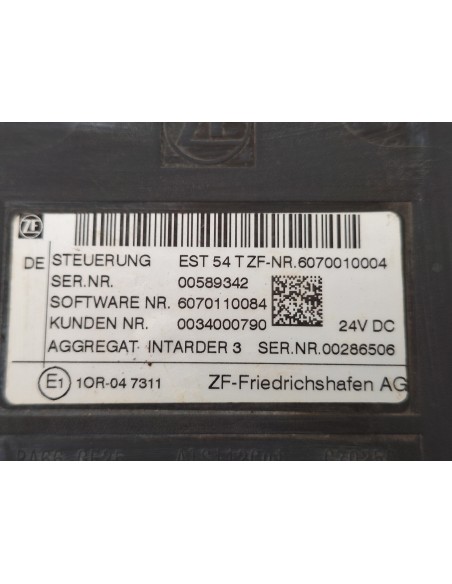 ZF
ZF
DE STEUERUNG EST 54 T ZF-NR.6070010004
SER.NR. 00589342
SOFTWARE NR. 6070110084
KUNDEN NR. 0034000790 24V DC
AGGREGAT- INTARDER 3 SER.NR.00286506
E1 10R-04 7311 ZF-Friedrichshafen AG